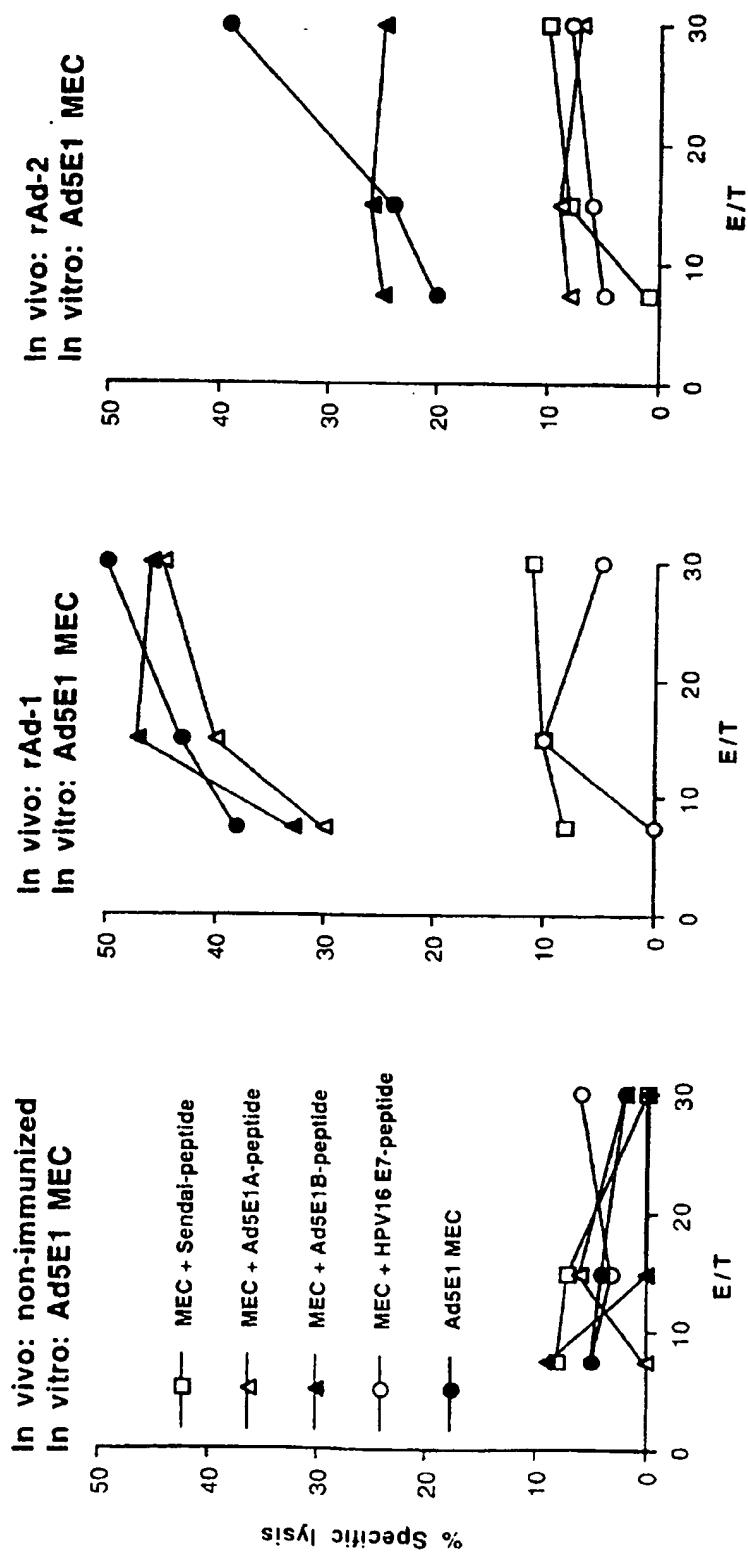 In vivo: non-immunized
In vitro: Ad5E1 MEC
50
40
30
20
10
0
% Specific lysis
MEC + Sendai-peptide
MEC + Ad5E1A-peptide
MEC + Ad5E1B-peptide
MEC + HPV16 E7-peptide
Ad5E1 MEC
0
10
20
30
E/T
In vivo: rAd-1
In vitro: Ad5E1 MEC
50
40
30
20
10
0
0
10
20
30
E/T
In vivo: rAd-2
In vitro: Ad5E1 MEC
50
40
30
20
10
0
0
10
20
30
E/T